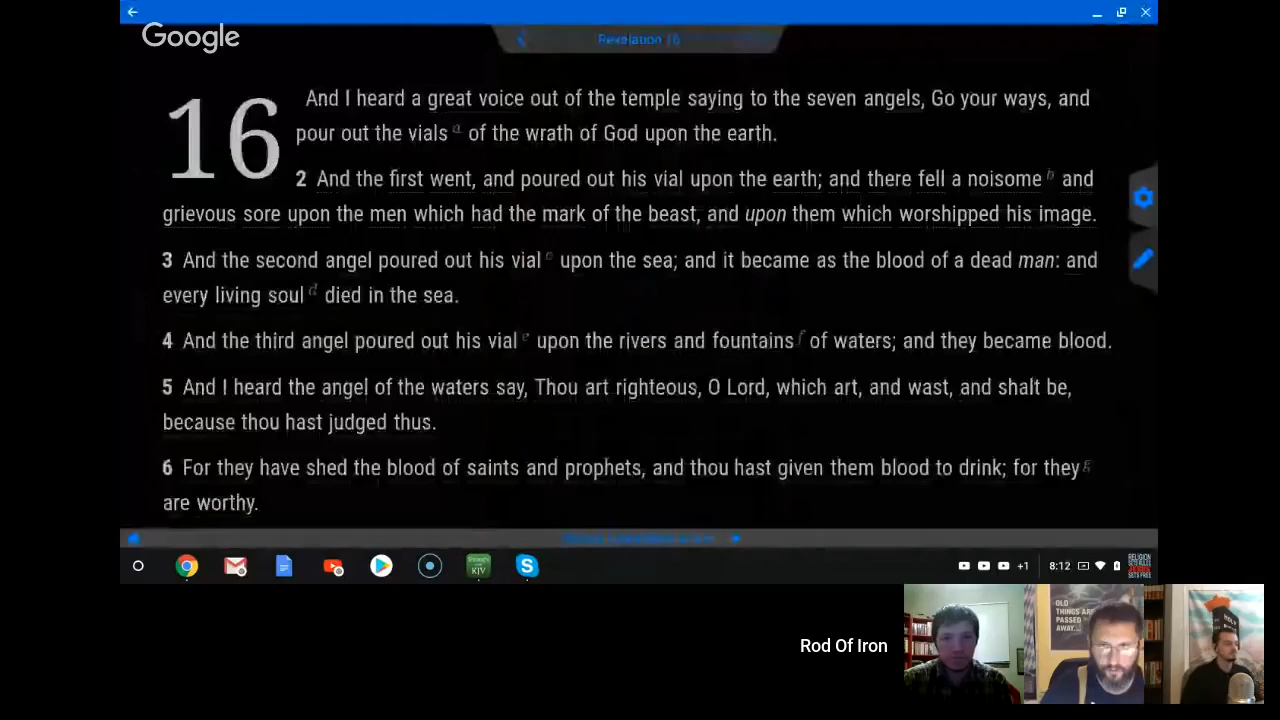 Google
Revelation 16
16 And I heard a great voice out of the temple saying to the seven angels, Go your ways, and
pour out the vials a of the wrath of God upon the earth.
2 And the first went, and poured out his vial upon the earth; and there fell a noisome b and
grievous sore upon the men which had the mark of the beast, and upon them which worshipped his image.
3 And the second angel poured out his vial c upon the sea; and it became as the blood of a dead man: and
every living soul d died in the sea.
4 And the third angel poured out his vial e upon the rivers and fountains f of waters; and they became blood.
5 And I heard the angel of the waters say, Thou art righteous, O Lord, which art, and wast, and shalt be,
because thou hast judged thus.
6 For they have shed the blood of saints and prophets, and thou hast given them blood to drink; for they g
are worthy.
KJV
+1
8:12
RELIGION
JESUS
SETS FREE
Rod Of Iron
OLD
THINGS ARE
PASSED
AWAY...
HOLY